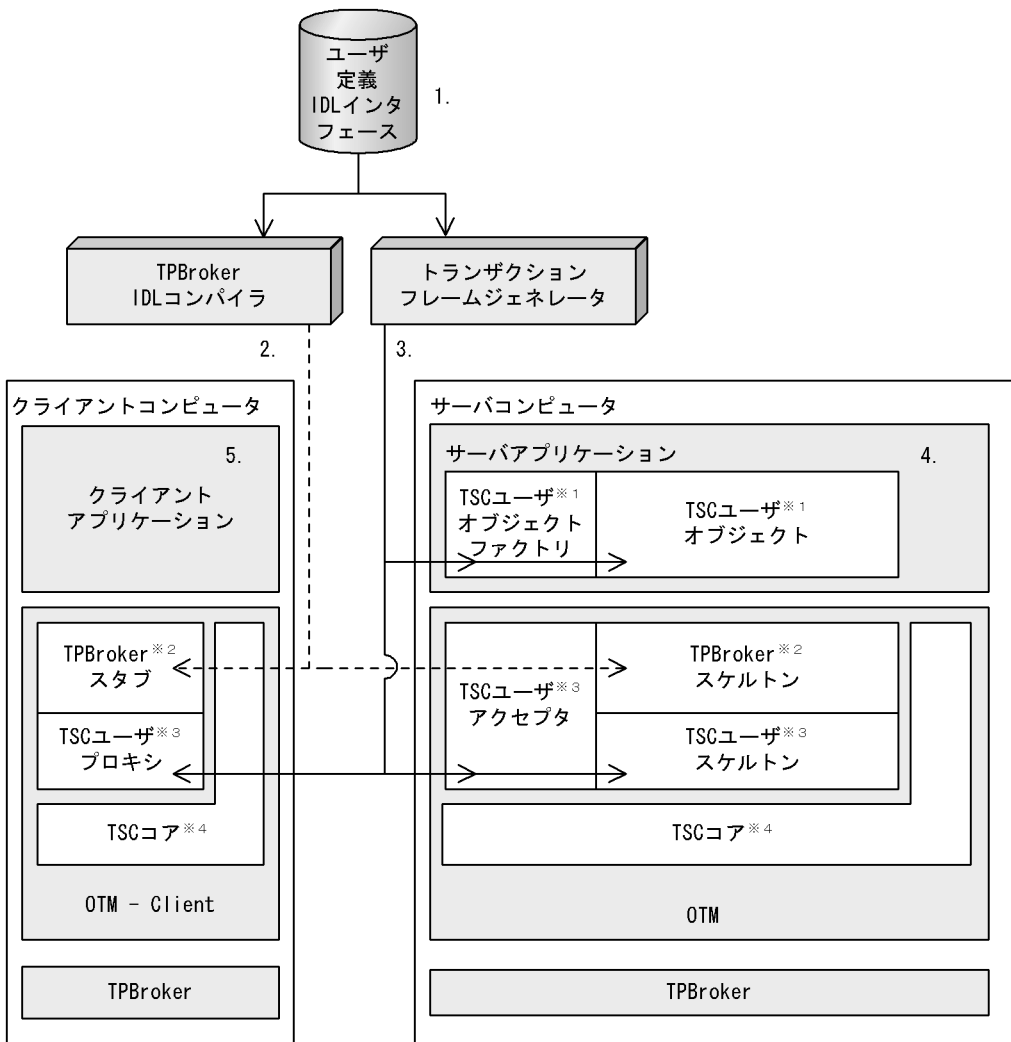 ユーザ
定義
IDLインタ
フェース
1.
TPBroker
IDLコンパイラ
トランザクション
フレームジェネレータ
2.
3.
クライアントコンピュータ
5.
クライアント
アプリケーション
TPBroker※2
スタブ
TSCユーザ※3
プロキシ
TSCコア※4
OTM - Client
TPBroker
サーバコンピュータ
サーバアプリケーション
4.
TSCユーザ※1
オブジェクト
ファクトリ
TSCユーザ※1
オブジェクト
TSCユーザ※3
アクセプタ
TPBroker※2
スケルトン
TSCユーザ※3
スケルトン
TSCコア※4
OTM
TPBroker